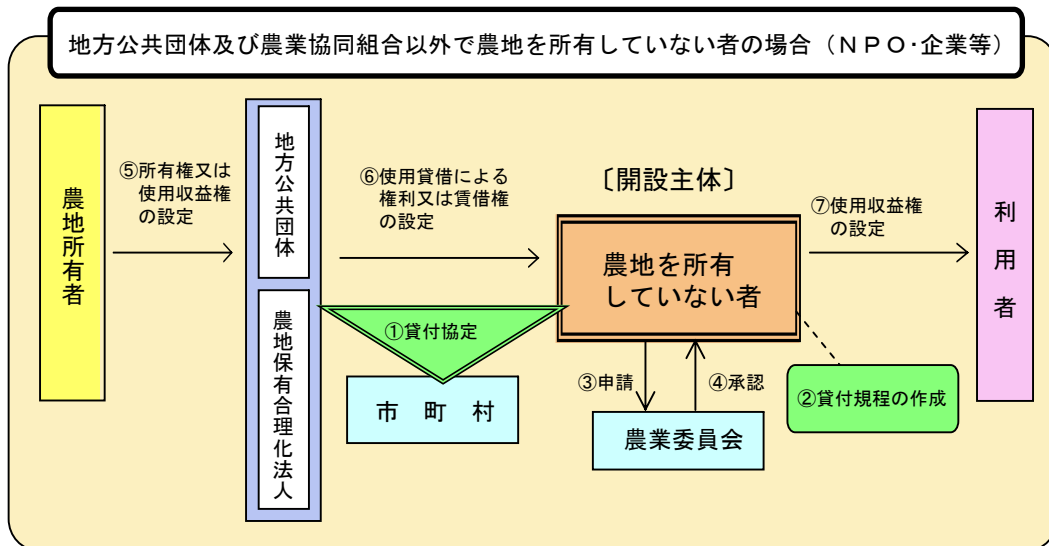 地方公共団体及び農業協同組合以外で農地を所有していない者の場合（ＮＰＯ・企業等）
農地所有者
⑤所有権又は
使用収益権
の設定
地方公共団体
農地保有合理化法人
⑥使用貸借による
権利又は賃借権
の設定
①貸付協定
市町村
〔開設主体〕
農地を所有
していない者
③申請
④承認
農業委員会
⑦使用収益権
の設定
②貸付規程の作成
利用者